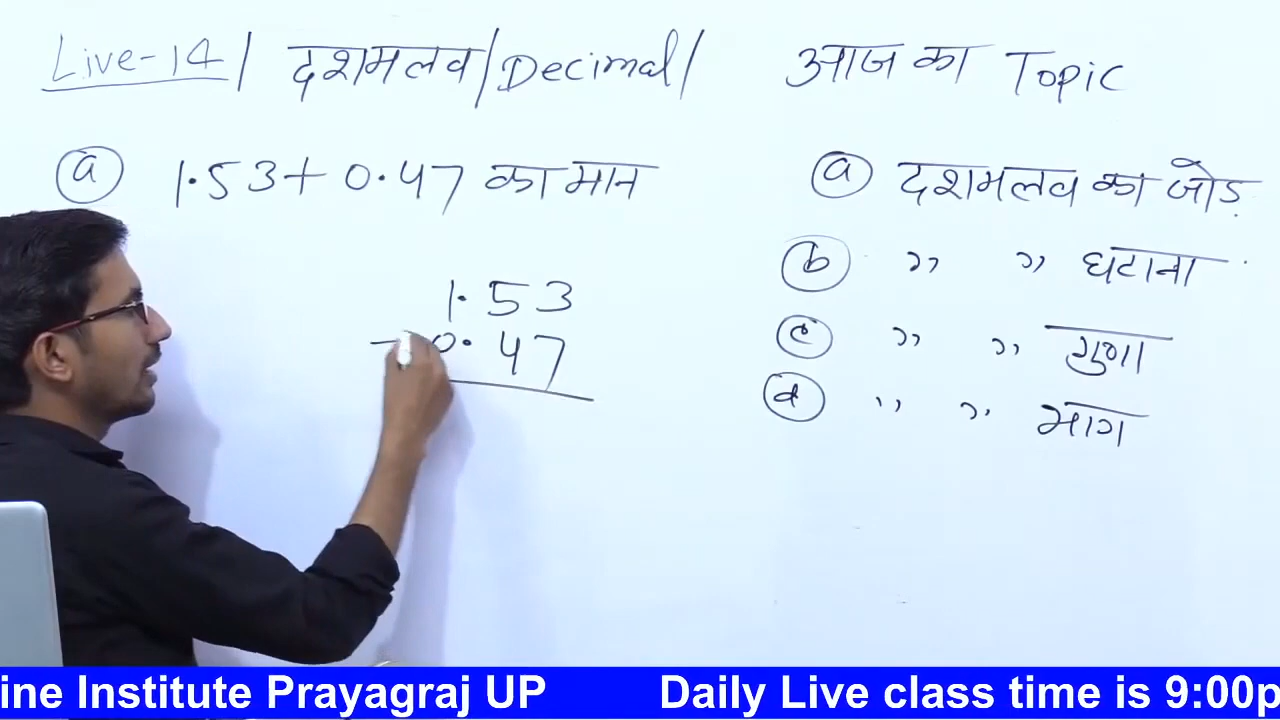 Live-14 / दशमलव / Decimal /
ⓐ 1.53 + 0.47 का मान
1.53
0.47
आज का Topic
ⓐ दशमलव का जोड़
ⓑ ,, ,, घटाना
ⓒ ,, ,, गुणा
ⓓ ,, ,, भाग
ine Institute Prayagraj UP Daily Live class time is 9:00p